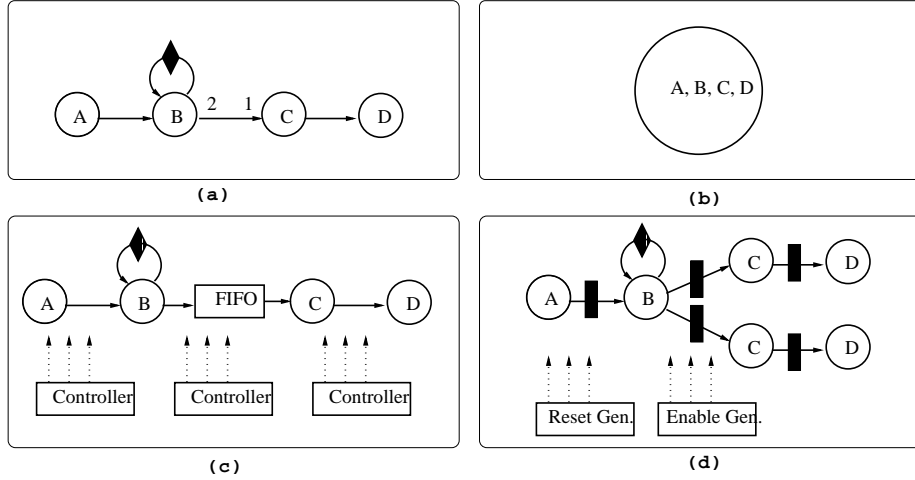 A
B
2
1
C
D
(a)
A, B, C, D
(b)
A
B
FIFO
C
D
Controller
Controller
Controller
(c)
A
B
C
D
C
D
Reset Gen.
Enable Gen.
(d)